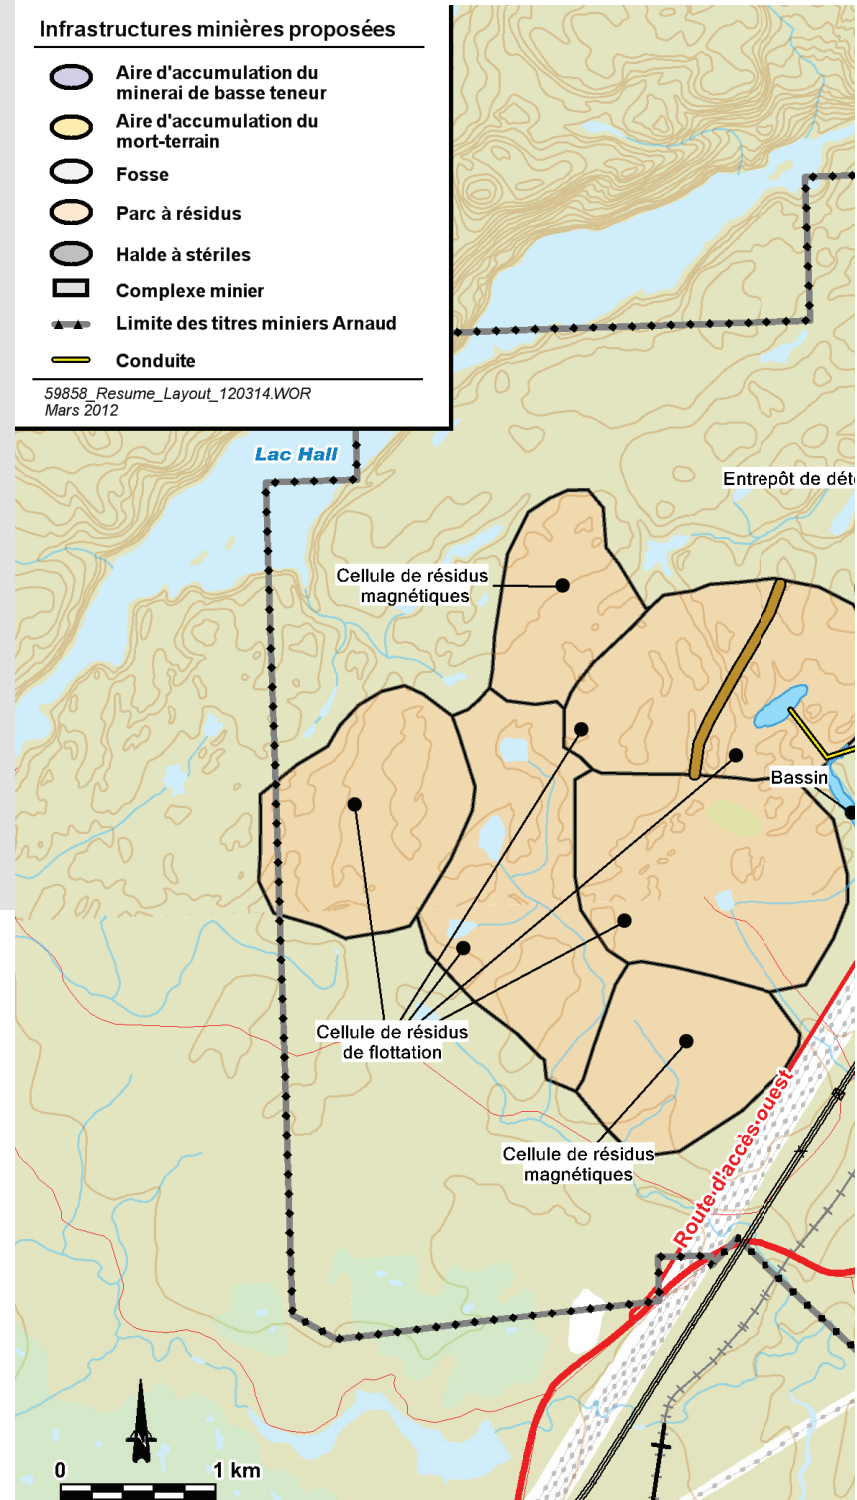 Infrastructures minières proposées
Aire d'accumulation du
minerai de basse teneur
Aire d'accumulation du
mort-terrain
Fosse
Parc à résidus
Halde à stériles
Complexe minier
Limite des titres miniers Arnaud
Conduite
59858_Resume_Layout_120314.WOR
Mars 2012
Lac Hall
Entrepôt de
Cellule de résidus
magnétiques
Bassin
Cellule de résidus
de flottation
Cellule de résidus
magnétiques
Route d'accès ouest
0 1 km